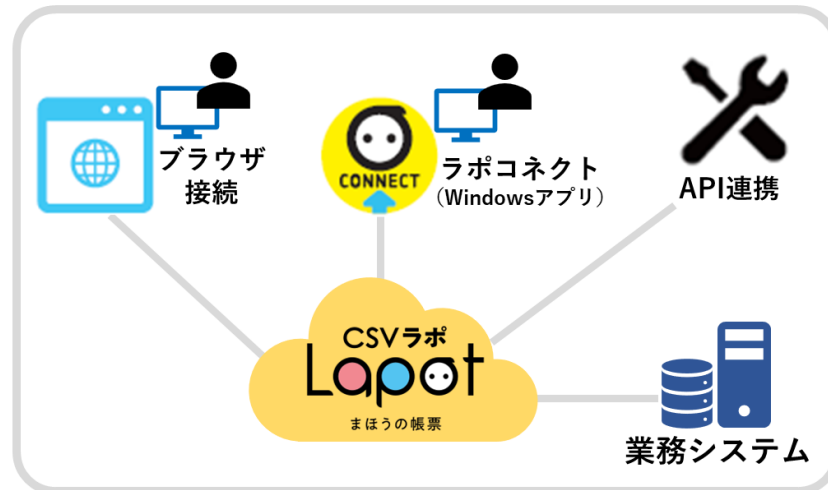 ブラウザ
接続
CONNECT
ラポコネクト
（Windowsアプリ）
API連携
CSVラポ
Lapot
まほうの帳票
業務システム